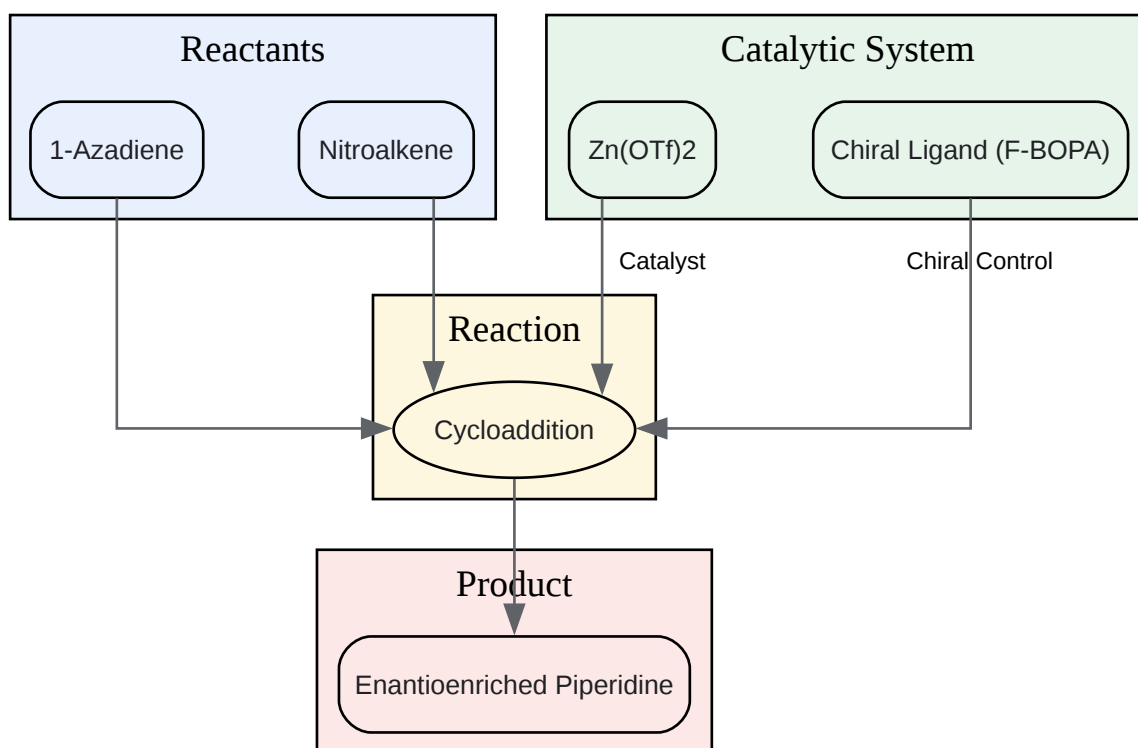 Reactants
Catalytic System
1-Azadiene
Nitroalkene
Zn(OTf)2
Chiral Ligand (F-BOPA)
Catalyst
Chiral Control
Reaction
Cycloaddition
Product
Enantioenriched Piperidine